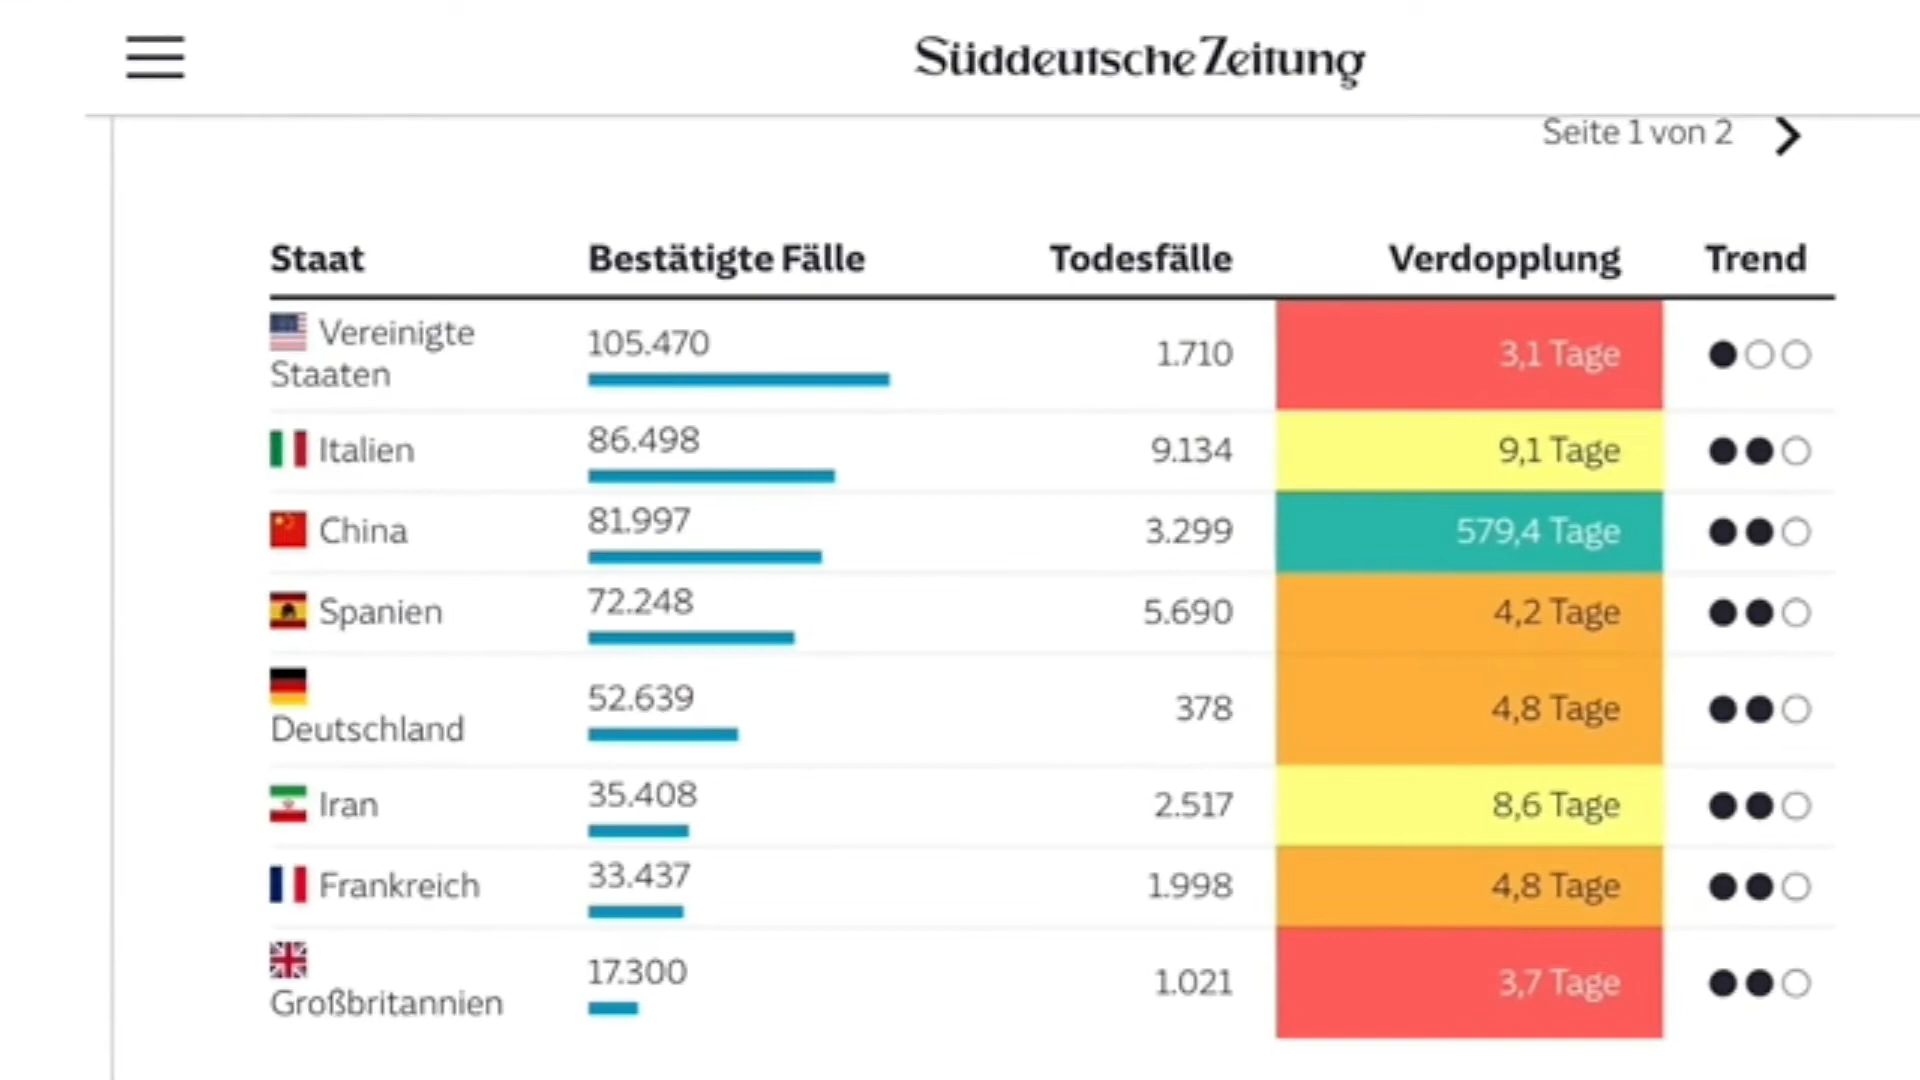 Süddeutsche Zeitung
Seite 1 von 2
Staat Bestätigte Fälle Todesfälle Verdopplung Trend
Vereinigte Staaten 105.470 1.710 3,1 Tage
Italien 86.498 9.134 9,1 Tage
China 81.997 3.299 579,4 Tage
Spanien 72.248 5.690 4,2 Tage
Deutschland 52.639 378 4,8 Tage
Iran 35.408 2.517 8,6 Tage
Frankreich 33.437 1.998 4,8 Tage
Großbritannien 17.300 1.021 3,7 Tage